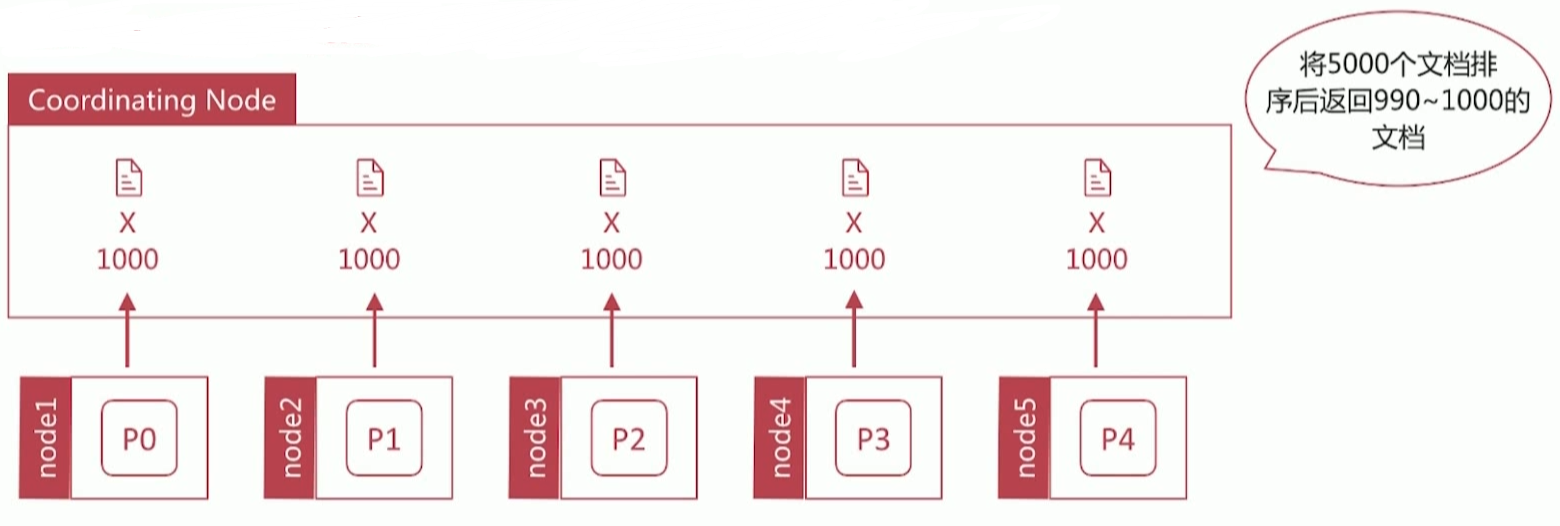 将5000个文档排
序后返回990~1000的
文档
Coordinating Node
X X X X X
1000 1000 1000 1000 1000
node1 P0 node2 P1 node3 P2 node4 P3 node5 P4